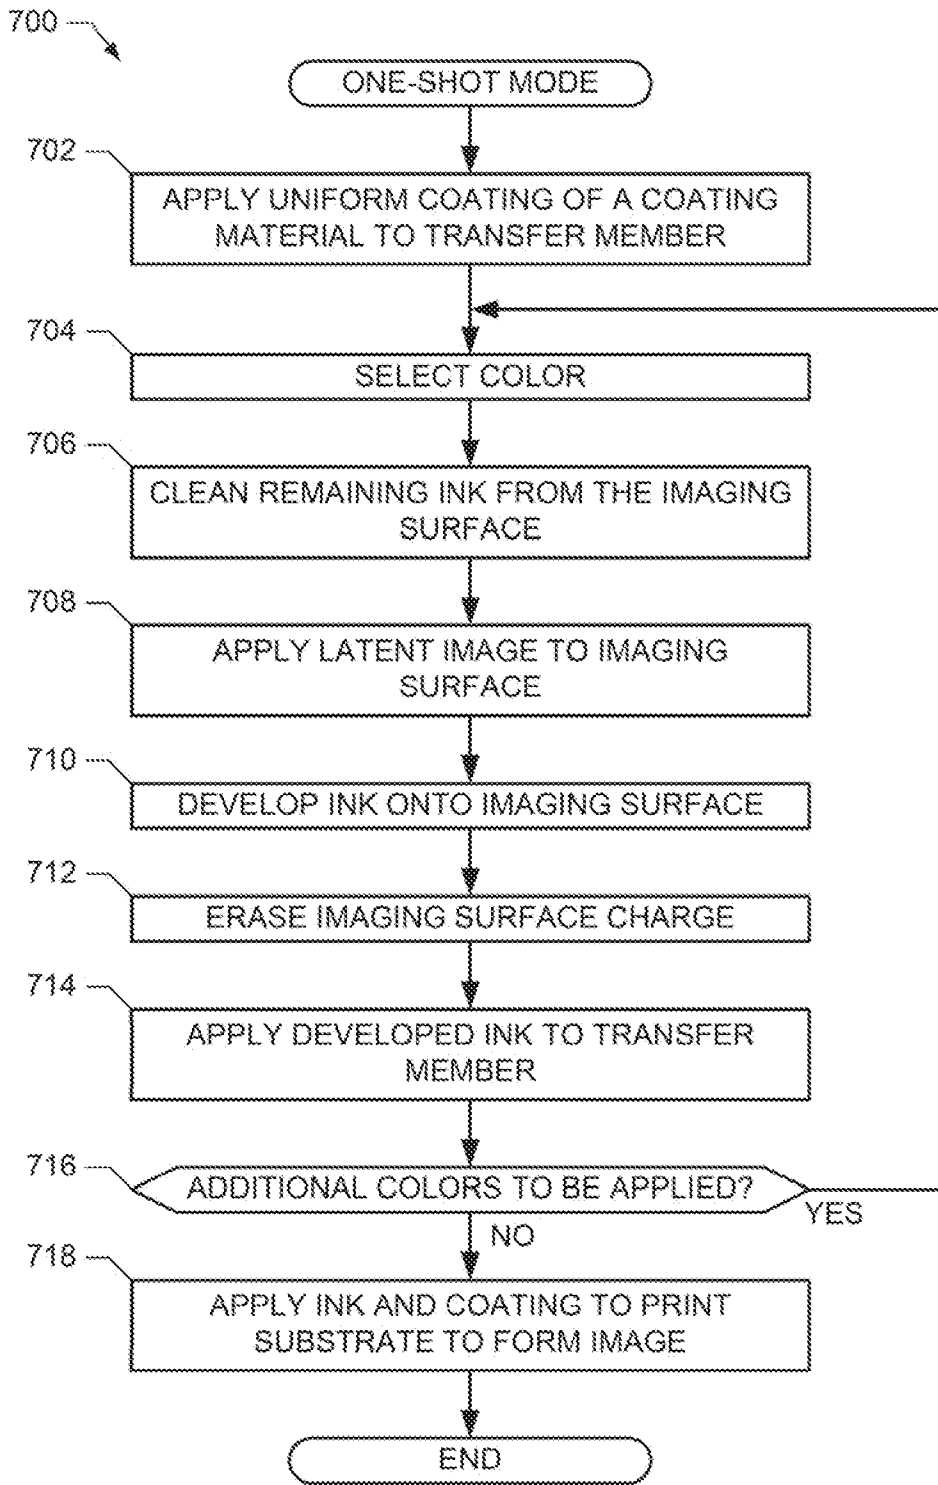 700
ONE-SHOT MODE
702
APPLY UNIFORM COATING OF A COATING
MATERIAL TO TRANSFER MEMBER
704
SELECT COLOR
706
CLEAN REMAINING INK FROM THE IMAGING
SURFACE
708
APPLY LATENT IMAGE TO IMAGING
SURFACE
710
DEVELOP INK ONTO IMAGING SURFACE
712
ERASE IMAGING SURFACE CHARGE
714
APPLY DEVELOPED INK TO TRANSFER
MEMBER
716
ADDITIONAL COLORS TO BE APPLIED?
YES
NO
718
APPLY INK AND COATING TO PRINT
SUBSTRATE TO FORM IMAGE
END